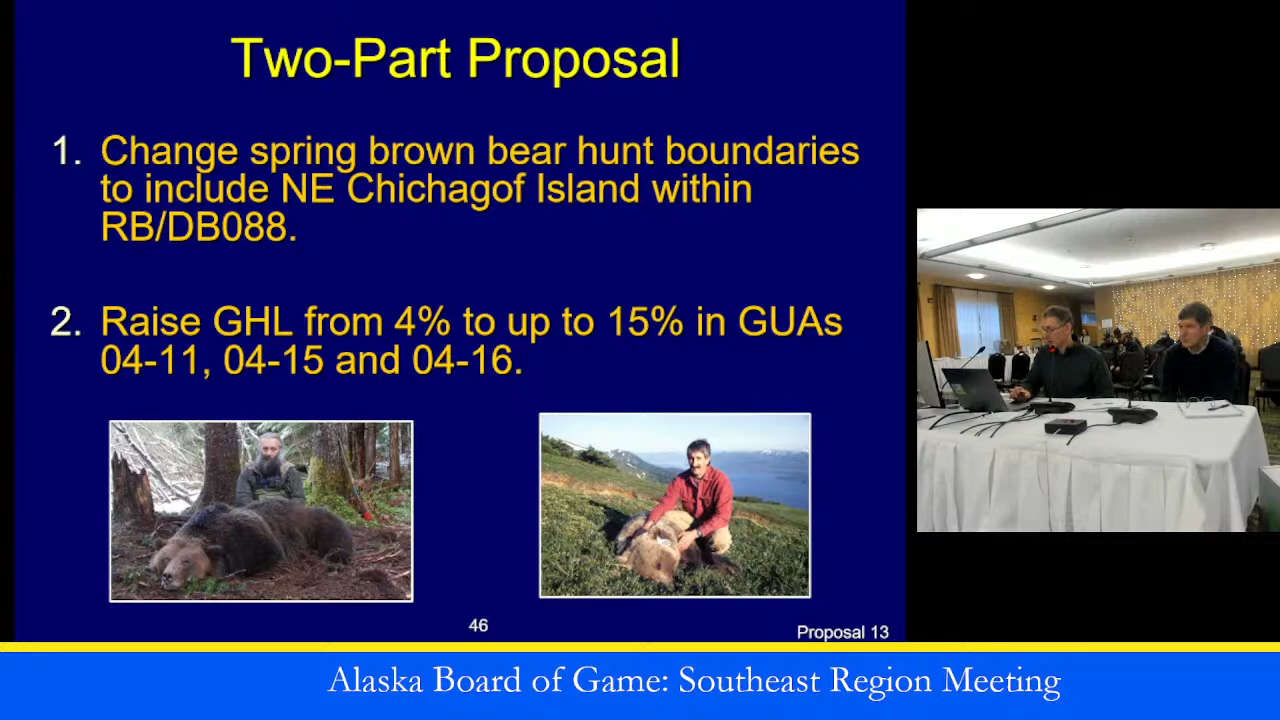 Two-Part Proposal
1. Change spring brown bear hunt boundaries
to include NE Chichagof Island within
RB/DB088.
2. Raise GHL from 4% to up to 15% in GUAs
04-11, 04-15 and 04-16.
46
Proposal 13
Alaska Board of Game: Southeast Region Meeting